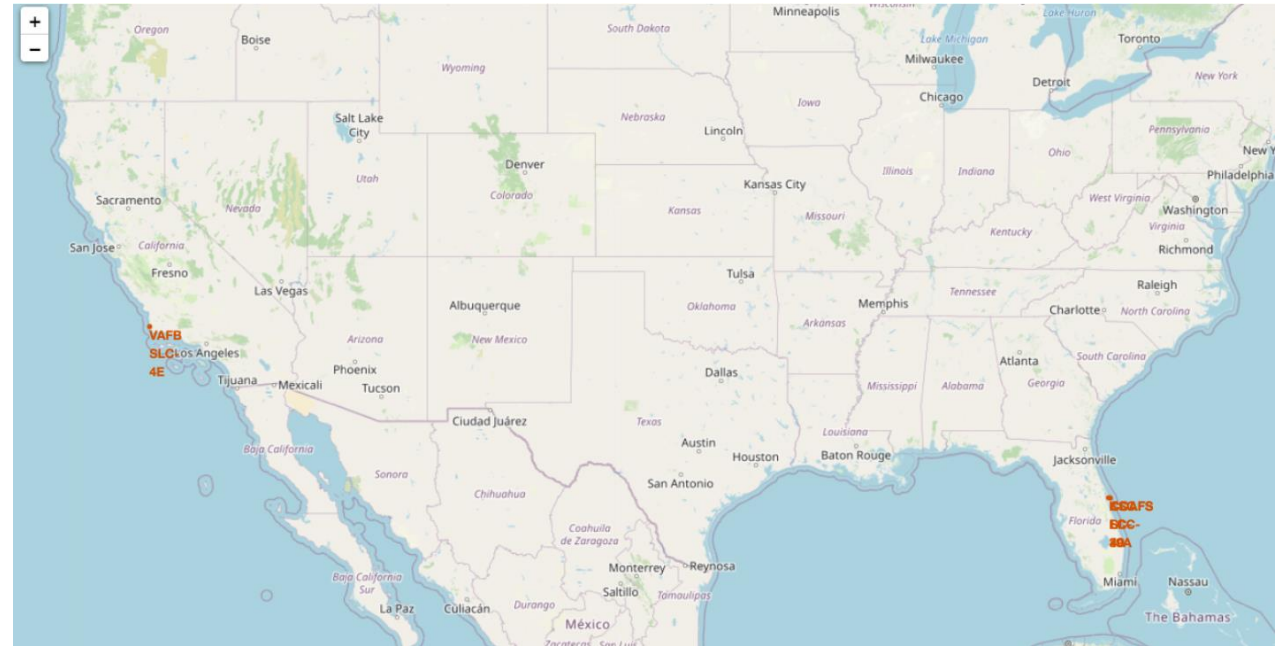 +
−
Oregon
Boise
South Dakota
Minneapolis
Lake Huron
Toronto
Lake Michigan
Milwaukee
Wyoming
New York
Detroit
Chicago
Iowa
Salt Lake
City
Nebraska
Lincoln
Pennsylvania
New Y
Ohio
Denver
Illinois
Indiana
Philadelphia
Utah
Colorado
Kansas City
Sacramento
Nevada
Kansas
Missouri
West Virginia
Washington
Virginia
Kentucky
San Jose
California
Richmond
Fresno
Las Vegas
Tulsa
Raleigh
Tennessee
Albuquerque
Oklahoma
Memphis
Charlotte
North Carolina
Arkansas
VAFB
SLC-
4E
Los Angeles
Arizona
New Mexico
Atlanta
South Carolina
Phoenix
Dallas
Tijuana
Mexicali
Tucson
Mississippi
Alabama
Georgia
Ciudad Juárez
Texas
Louisiana
Baja California
Austin
Houston
Baton Rouge
Jacksonville
Sonora
San Antonio
Chihuahua
Florida
Coahuila
de Zaragoza
Monterrey
Reynosa
Baja California
Sur
Miami
Nassau
Saltillo
Tamaulipas
La Paz
Culiacán
Durango
The Bahamas
México
Zacatecas
San Luis